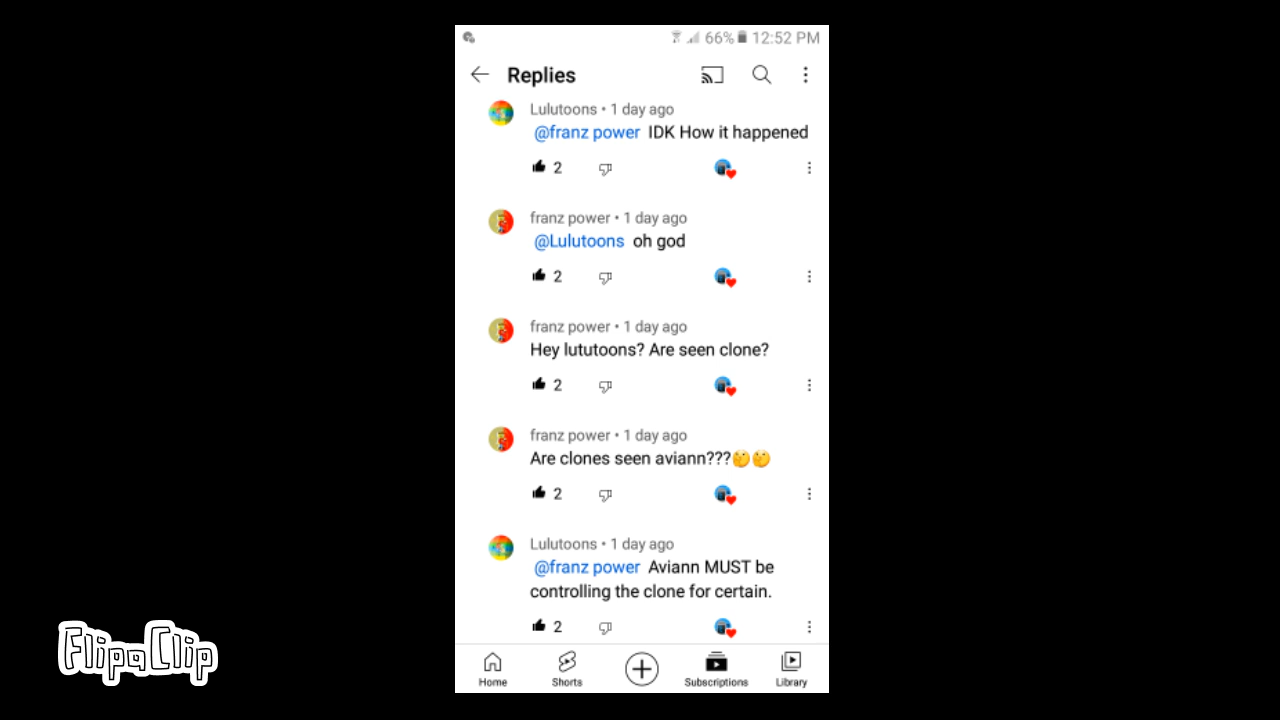 66% 12:52 PM
Replies
Lulutoons • 1 day ago
@franz power IDK How it happened
2
franz power • 1 day ago
@Lulutoons oh god
2
franz power • 1 day ago
Hey lututoons? Are seen clone?
2
franz power • 1 day ago
Are clones seen aviann???🤔🤔
2
Lulutoons • 1 day ago
@franz power Aviann MUST be
controlling the clone for certain.
2
Home Shorts Subscriptions Library
FlipaClip